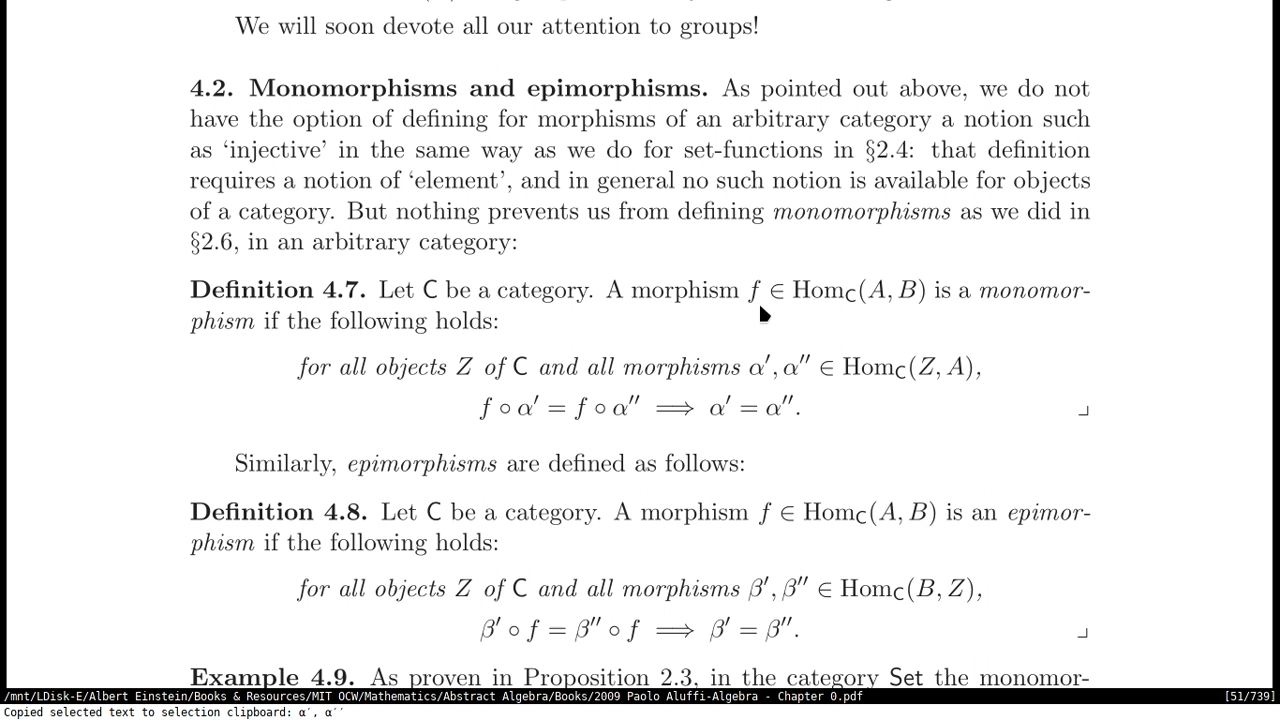 We will soon devote all our attention to groups!
4.2. Monomorphisms and epimorphisms. As pointed out above, we do not
have the option of defining for morphisms of an arbitrary category a notion such
as ‘injective’ in the same way as we do for set-functions in §2.4: that definition
requires a notion of ‘element’, and in general no such notion is available for objects
of a category. But nothing prevents us from defining monomorphisms as we did in
§2.6, in an arbitrary category:
Definition 4.7. Let C be a category. A morphism f ∈ Hom_C(A, B) is a monomor-
phism if the following holds:
for all objects Z of C and all morphisms α′, α″ ∈ Hom_C(Z, A),
f ∘ α′ = f ∘ α″ ⟹ α′ = α″. ⌟
Similarly, epimorphisms are defined as follows:
Definition 4.8. Let C be a category. A morphism f ∈ Hom_C(A, B) is an epimor-
phism if the following holds:
for all objects Z of C and all morphisms β′, β″ ∈ Hom_C(B, Z),
β′ ∘ f = β″ ∘ f ⟹ β′ = β″. ⌟
Example 4.9. As proven in Proposition 2.3, in the category Set the monomor-
/mnt/LDisk-E/Albert Einstein/Books & Resources/MIT OCW/Mathematics/Abstract Algebra/Books/2009 Paolo Aluffi-Algebra - Chapter 0.pdf [51/739]
Copied selected text to selection clipboard: α′, α′′